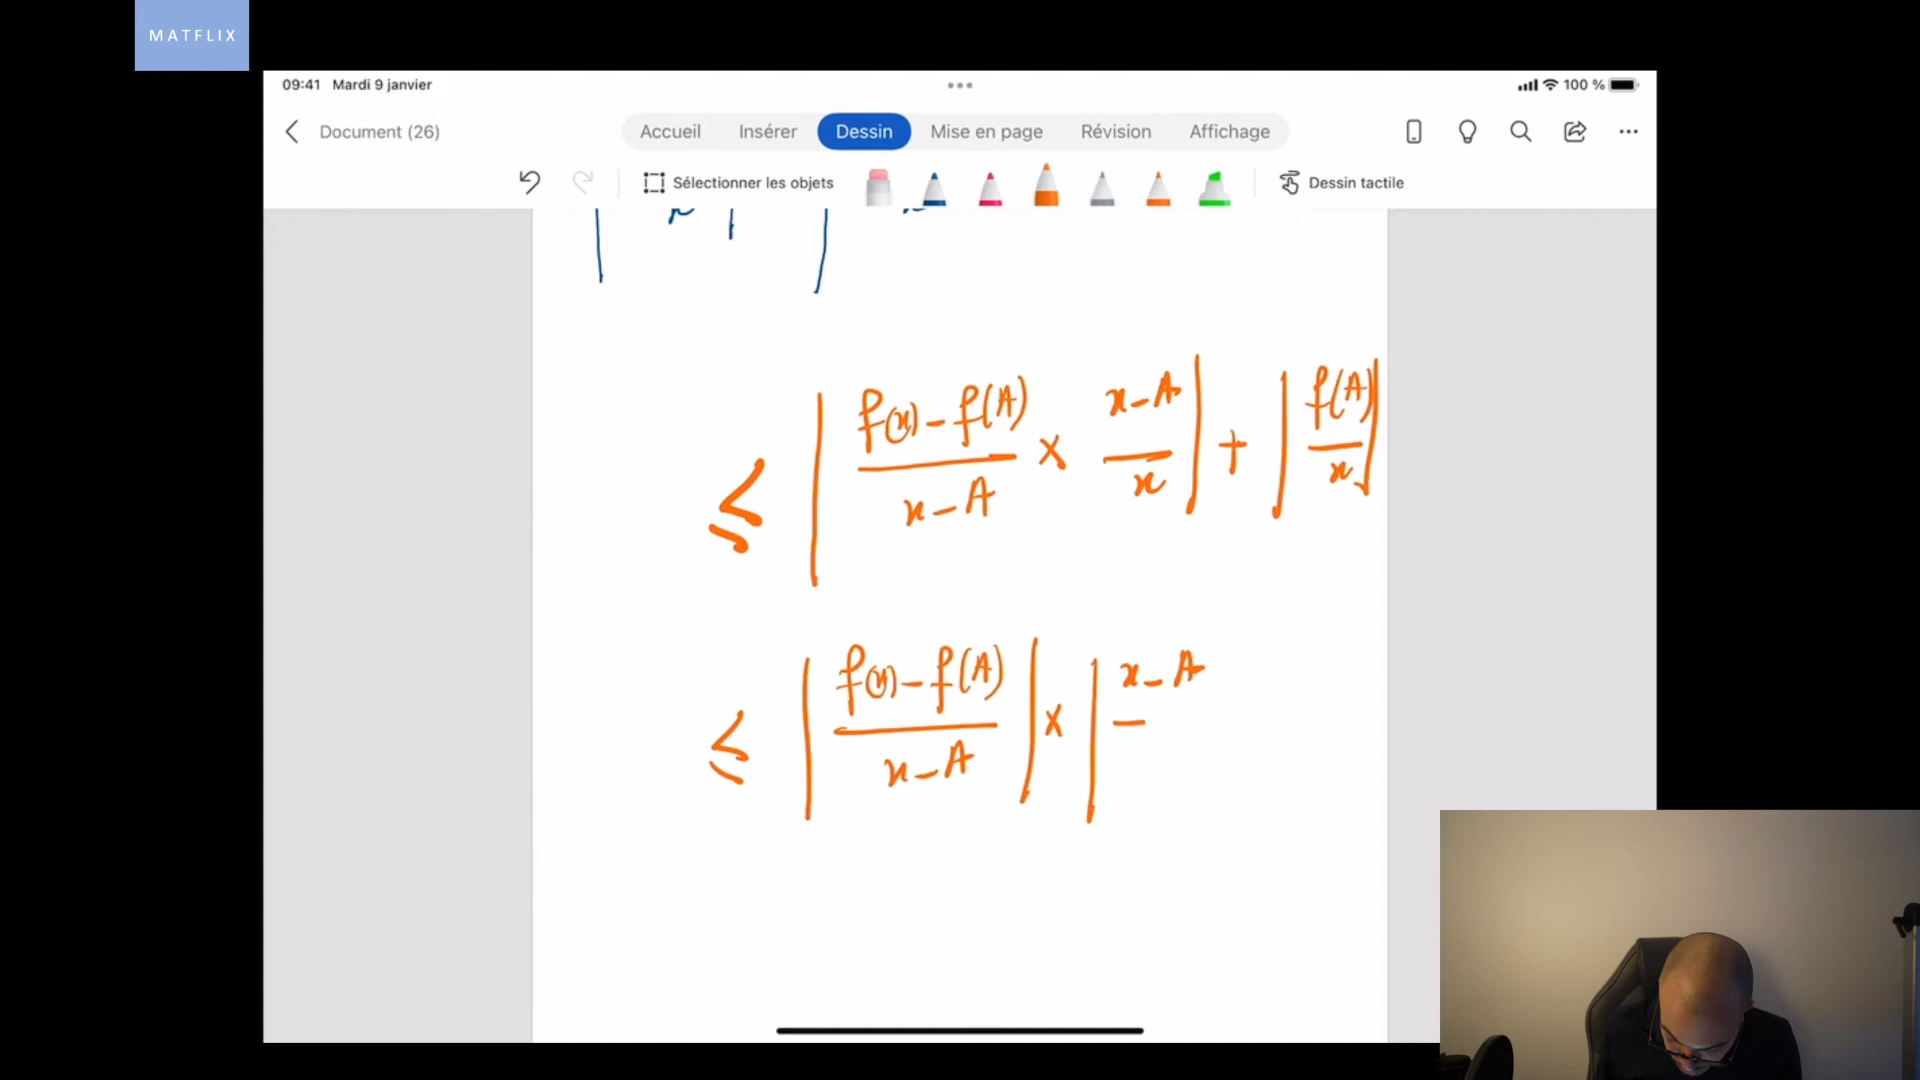 MATFLIX
09:41 Mardi 9 janvier 100 %
Document (26) Accueil Insérer Dessin Mise en page Révision Affichage
Sélectionner les objets Dessin tactile
≤ | f(x) - f(A) / x - A × x - A / x | + | f(A) / x |
≤ | f(x) - f(A) / x - A | × | x - A